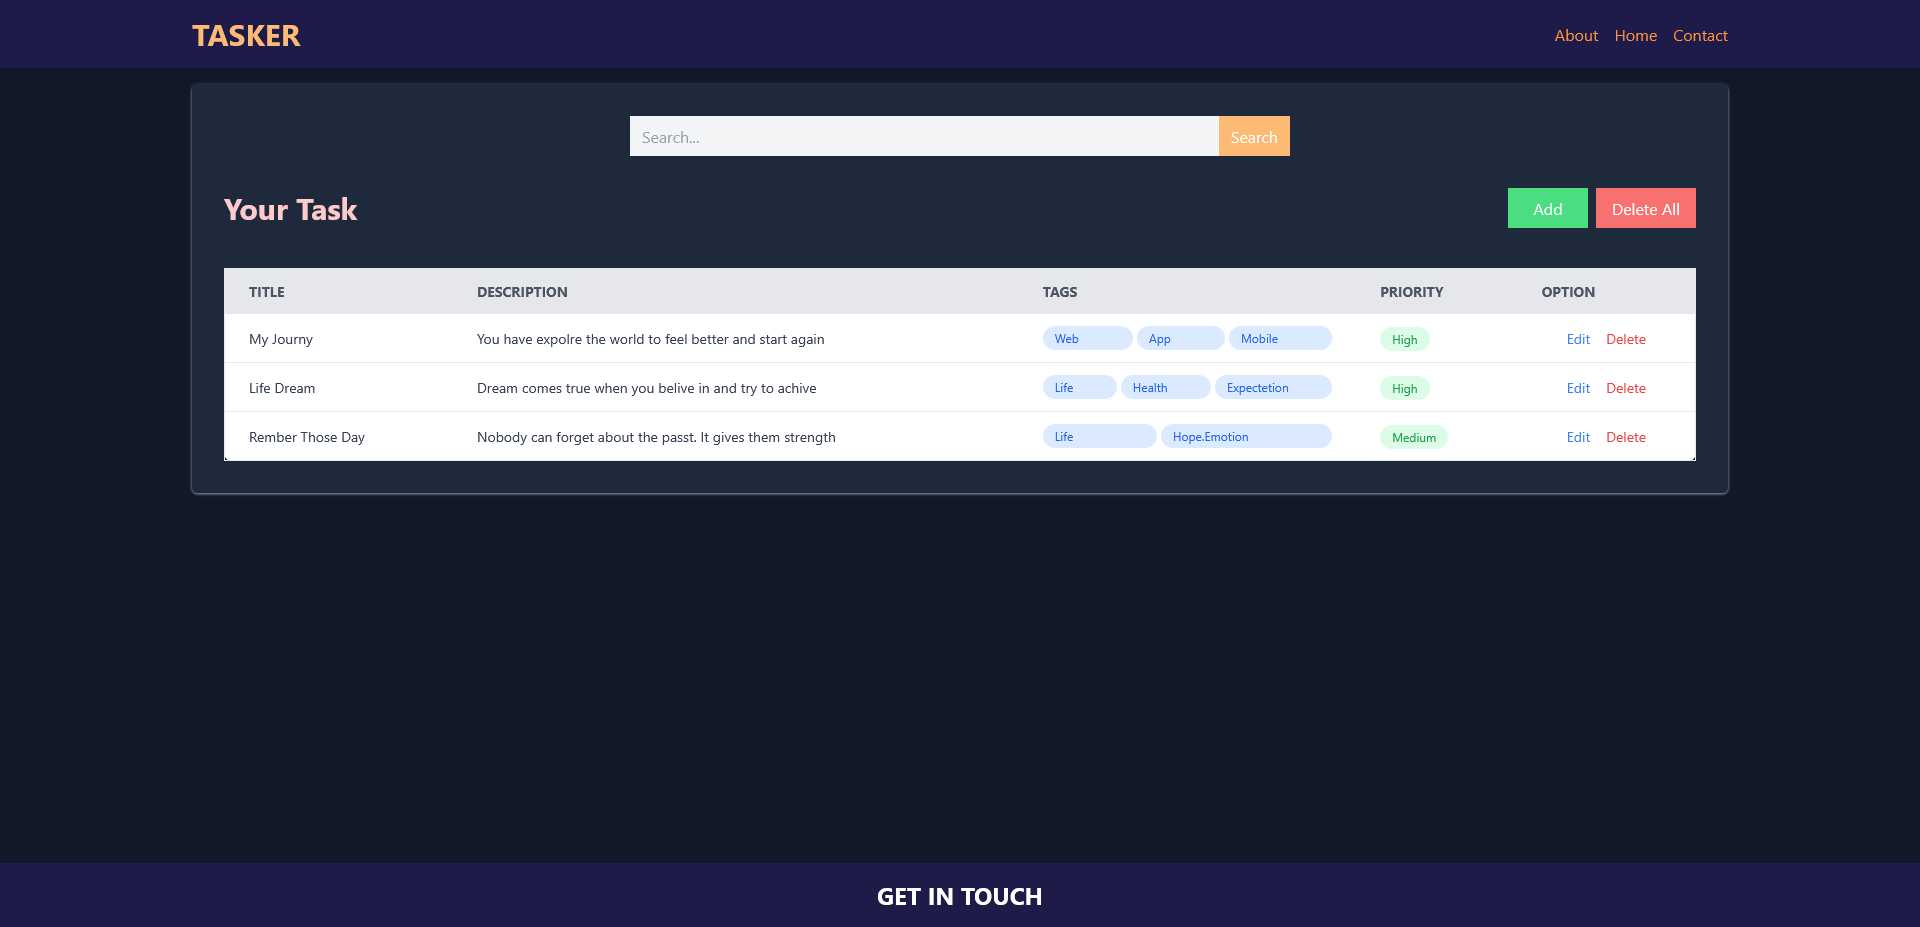 TASKER About Home Contact
Search... Search
Your Task Add Delete All
TITLE DESCRIPTION TAGS PRIORITY OPTION
My Journy You have expolre the world to feel better and start again Web App Mobile High Edit Delete
Life Dream Dream comes true when you belive in and try to achive Life Health Expectetion High Edit Delete
Rember Those Day Nobody can forget about the passt. It gives them strength Life Hope.Emotion Medium Edit Delete
GET IN TOUCH